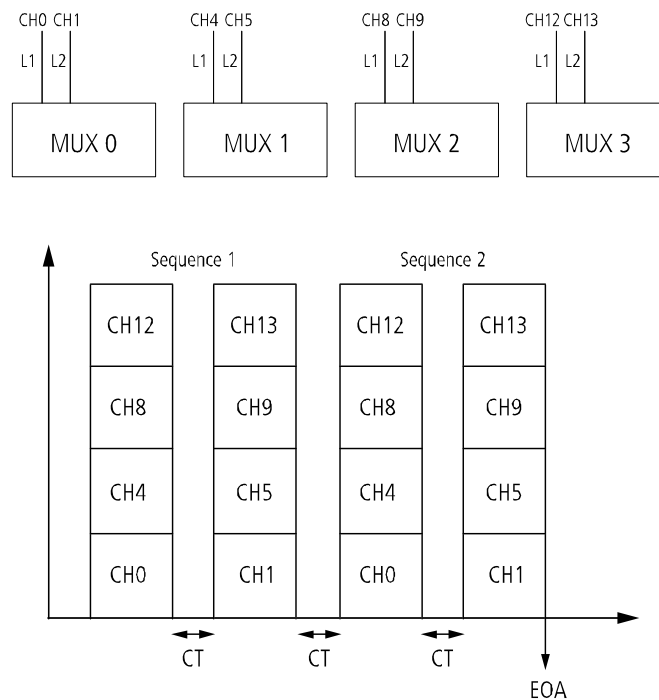 CH0 CH1 CH4 CH5 CH8 CH9 CH12 CH13
L1 L2 L1 L2 L1 L2 L1 L2
MUX 0 MUX 1 MUX 2 MUX 3
Sequence 1 Sequence 2
CH12 CH13 CH12 CH13
CH8 CH9 CH8 CH9
CH4 CH5 CH4 CH5
CH0 CH1 CH0 CH1
CT CT CT
EOA